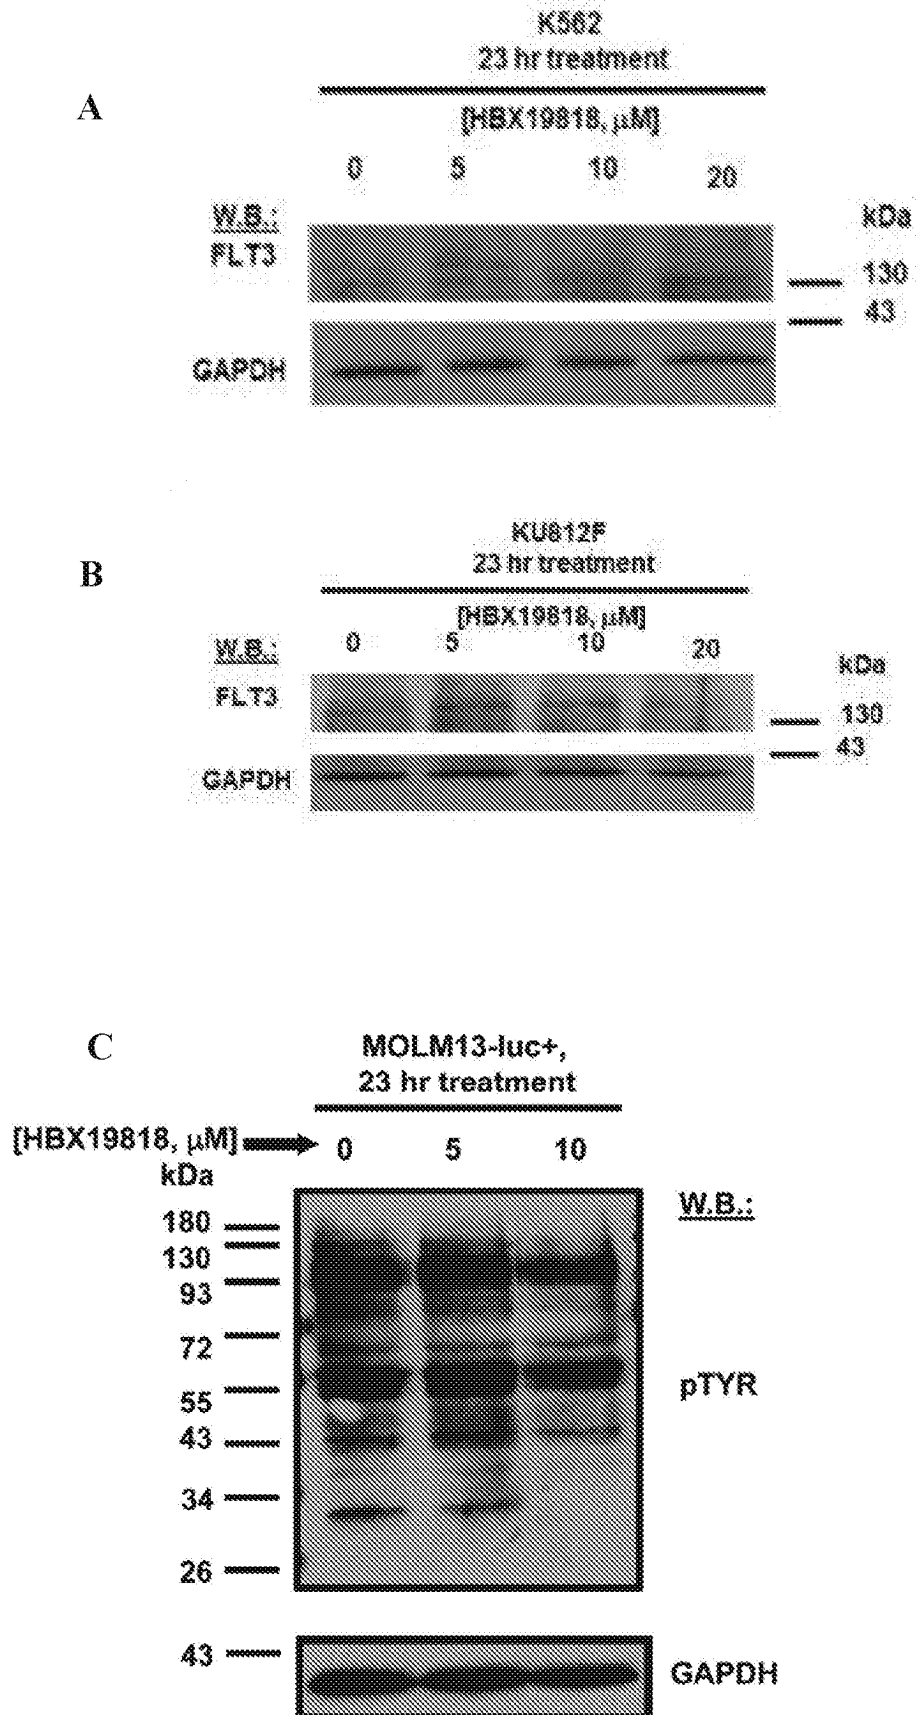 A
K562
23 hr treatment
[HBX19818, μM]
0 5 10 20
W.B.:
FLT3
kDa
130
43
GAPDH
B
KU812F
23 hr treatment
[HBX19818, μM]
0 5 10 20
W.B.:
FLT3
kDa
130
43
GAPDH
C
MOLM13-luc+,
23 hr treatment
[HBX19818, μM] 0 5 10
kDa
W.B.:
180
130
93
72
55
pTYR
43
34
26
43
GAPDH